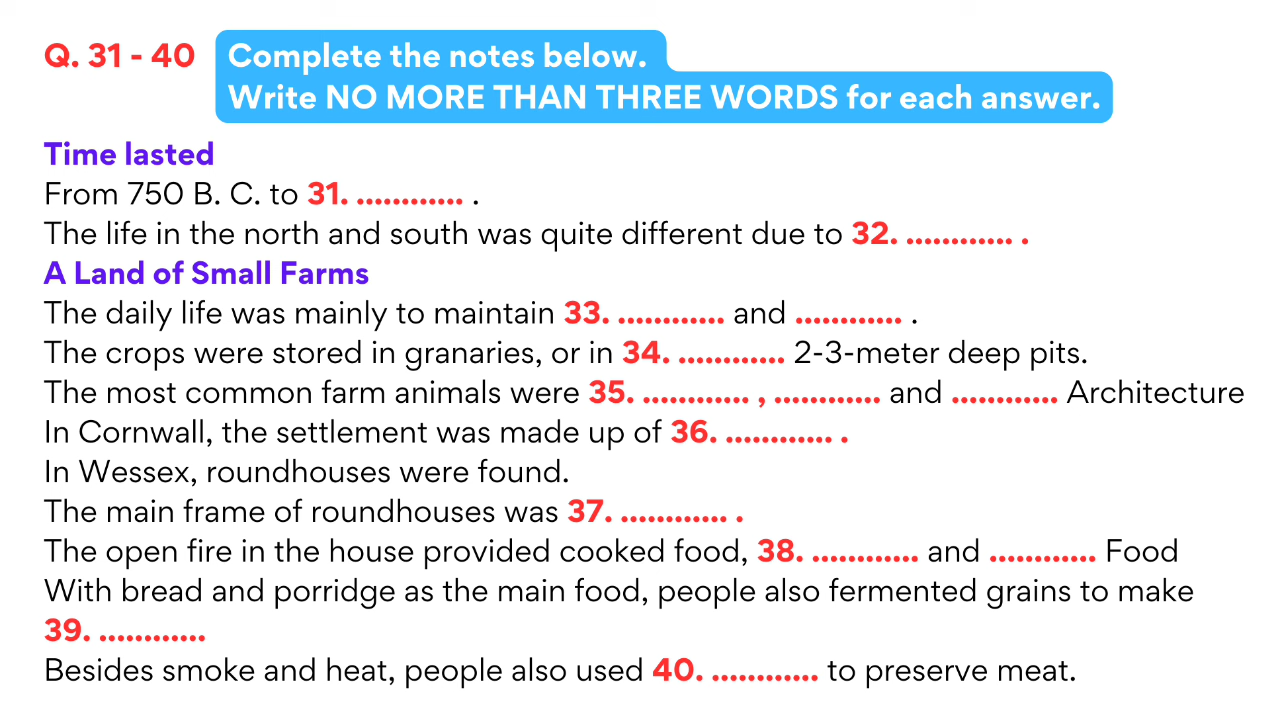 Q. 31 - 40
Complete the notes below.
Write NO MORE THAN THREE WORDS for each answer.
Time lasted
From 750 B. C. to 31. ............ .
The life in the north and south was quite different due to 32. ............ .
A Land of Small Farms
The daily life was mainly to maintain 33. ............ and ............ .
The crops were stored in granaries, or in 34. ............ 2-3-meter deep pits.
The most common farm animals were 35. ............ , ............ and ............ Architecture
In Cornwall, the settlement was made up of 36. ............ .
In Wessex, roundhouses were found.
The main frame of roundhouses was 37. ............ .
The open fire in the house provided cooked food, 38. ............ and ............ Food
With bread and porridge as the main food, people also fermented grains to make
39. ............
Besides smoke and heat, people also used 40. ............ to preserve meat.